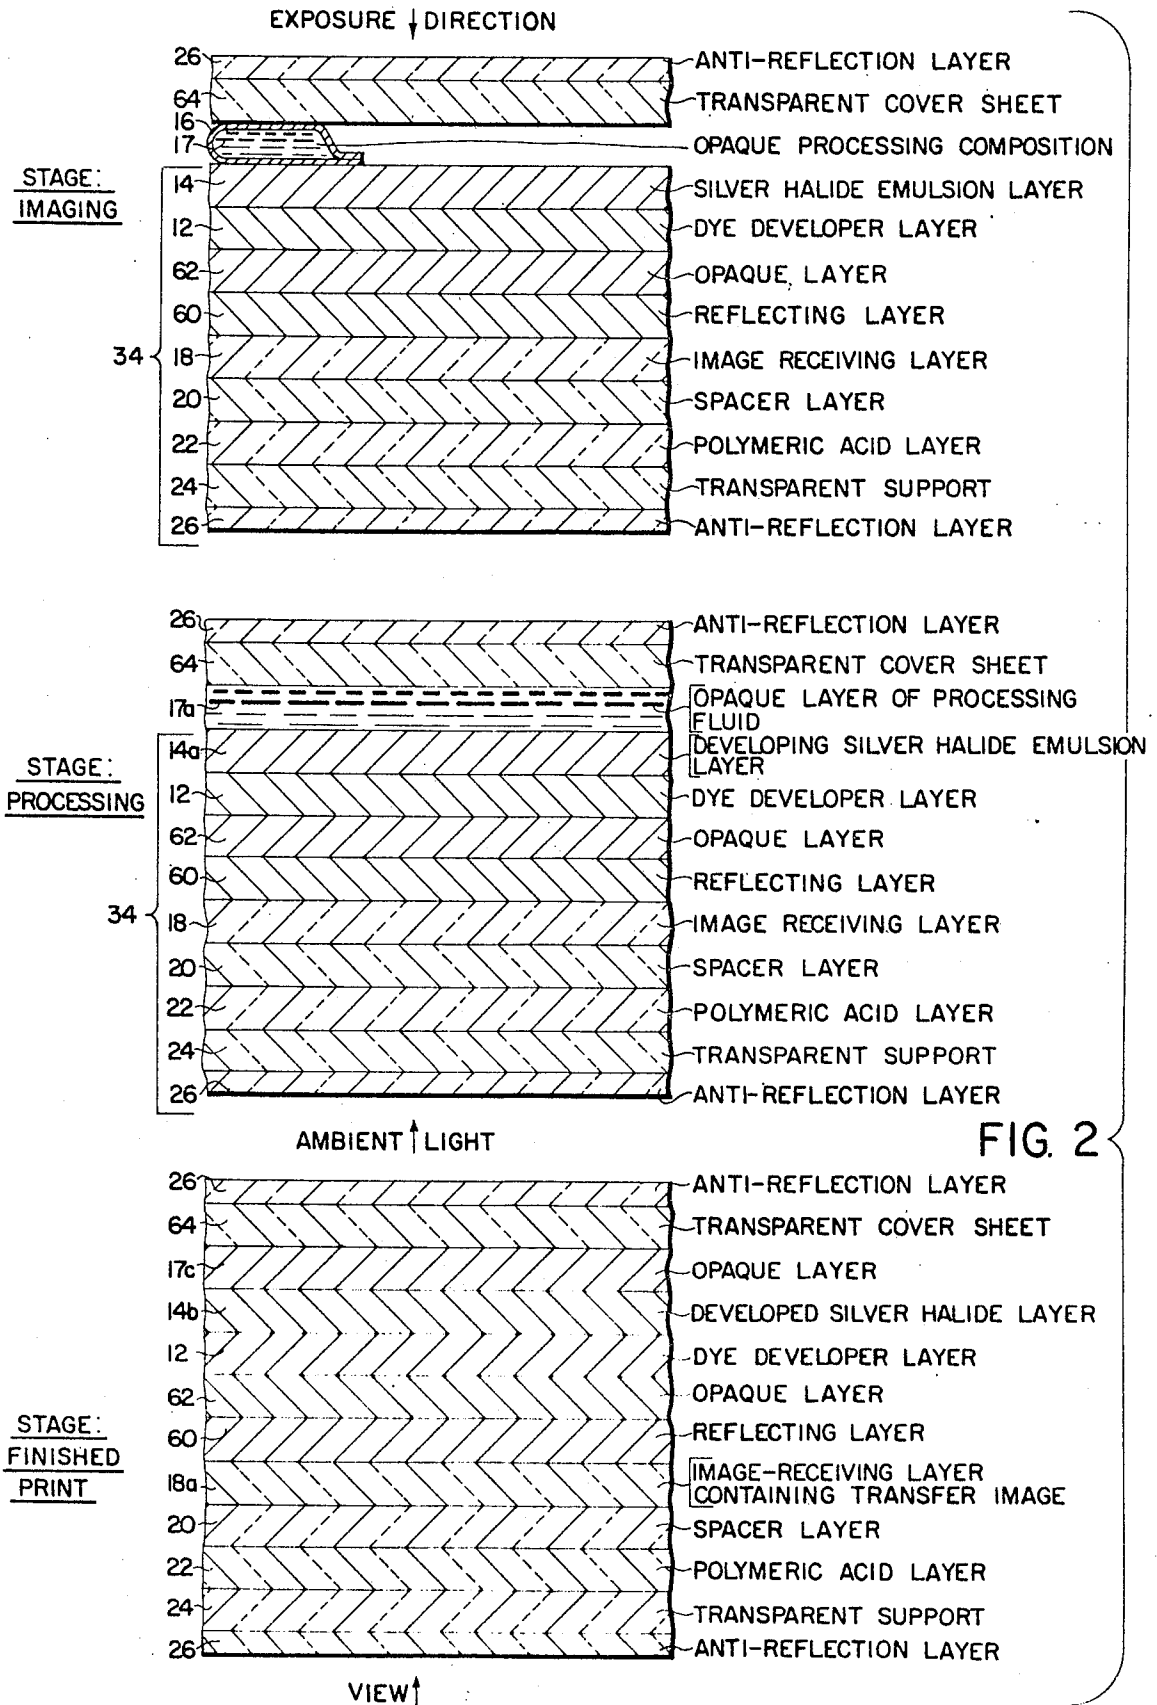 EXPOSURE DIRECTION
26 ANTI-REFLECTION LAYER
64 TRANSPARENT COVER SHEET
16
17 OPAQUE PROCESSING COMPOSITION
STAGE:
IMAGING
14 SILVER HALIDE EMULSION LAYER
12 DYE DEVELOPER LAYER
62 OPAQUE LAYER
60 REFLECTING LAYER
34
18 IMAGE RECEIVING LAYER
20 SPACER LAYER
22 POLYMERIC ACID LAYER
24 TRANSPARENT SUPPORT
26 ANTI-REFLECTION LAYER
26 ANTI-REFLECTION LAYER
64 TRANSPARENT COVER SHEET
17a OPAQUE LAYER OF PROCESSING
FLUID
14a DEVELOPING SILVER HALIDE EMULSION
LAYER
STAGE:
PROCESSING
12 DYE DEVELOPER LAYER
62 OPAQUE LAYER
60 REFLECTING LAYER
34
18 IMAGE RECEIVING LAYER
20 SPACER LAYER
22 POLYMERIC ACID LAYER
24 TRANSPARENT SUPPORT
26 ANTI-REFLECTION LAYER
AMBIENT LIGHT
FIG. 2
26 ANTI-REFLECTION LAYER
64 TRANSPARENT COVER SHEET
17c OPAQUE LAYER
14b DEVELOPED SILVER HALIDE LAYER
12 DYE DEVELOPER LAYER
62 OPAQUE LAYER
STAGE:
FINISHED
PRINT
60 REFLECTING LAYER
18a IMAGE-RECEIVING LAYER
CONTAINING TRANSFER IMAGE
20 SPACER LAYER
22 POLYMERIC ACID LAYER
24 TRANSPARENT SUPPORT
26 ANTI-REFLECTION LAYER
VIEW